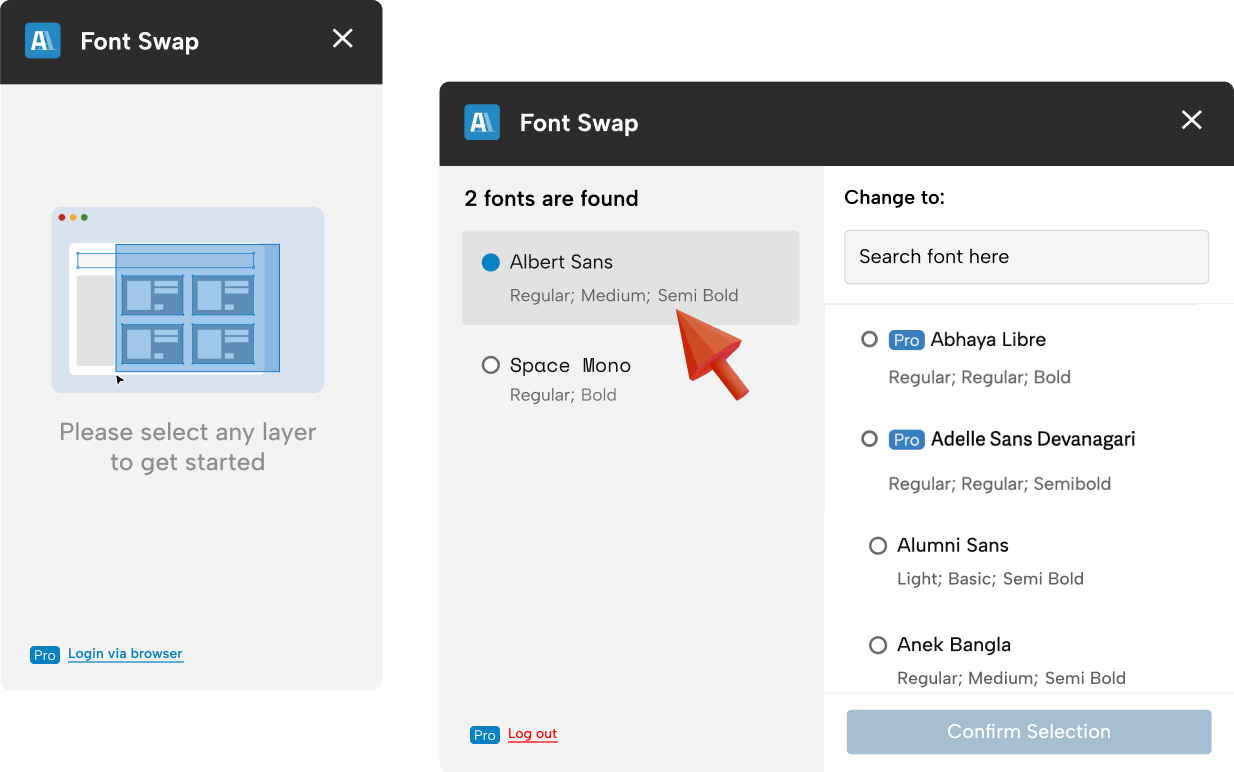 Font Swap
Please select any layer
to get started
Pro Login via browser
Font Swap
2 fonts are found
Albert Sans
Regular; Medium; Semi Bold
Space Mono
Regular; Bold
Pro Log out
Change to:
Search font here
Pro Abhaya Libre
Regular; Regular; Bold
Pro Adelle Sans Devanagari
Regular; Regular; Semibold
Alumni Sans
Light; Basic; Semi Bold
Anek Bangla
Regular; Medium; Semi Bold
Confirm Selection